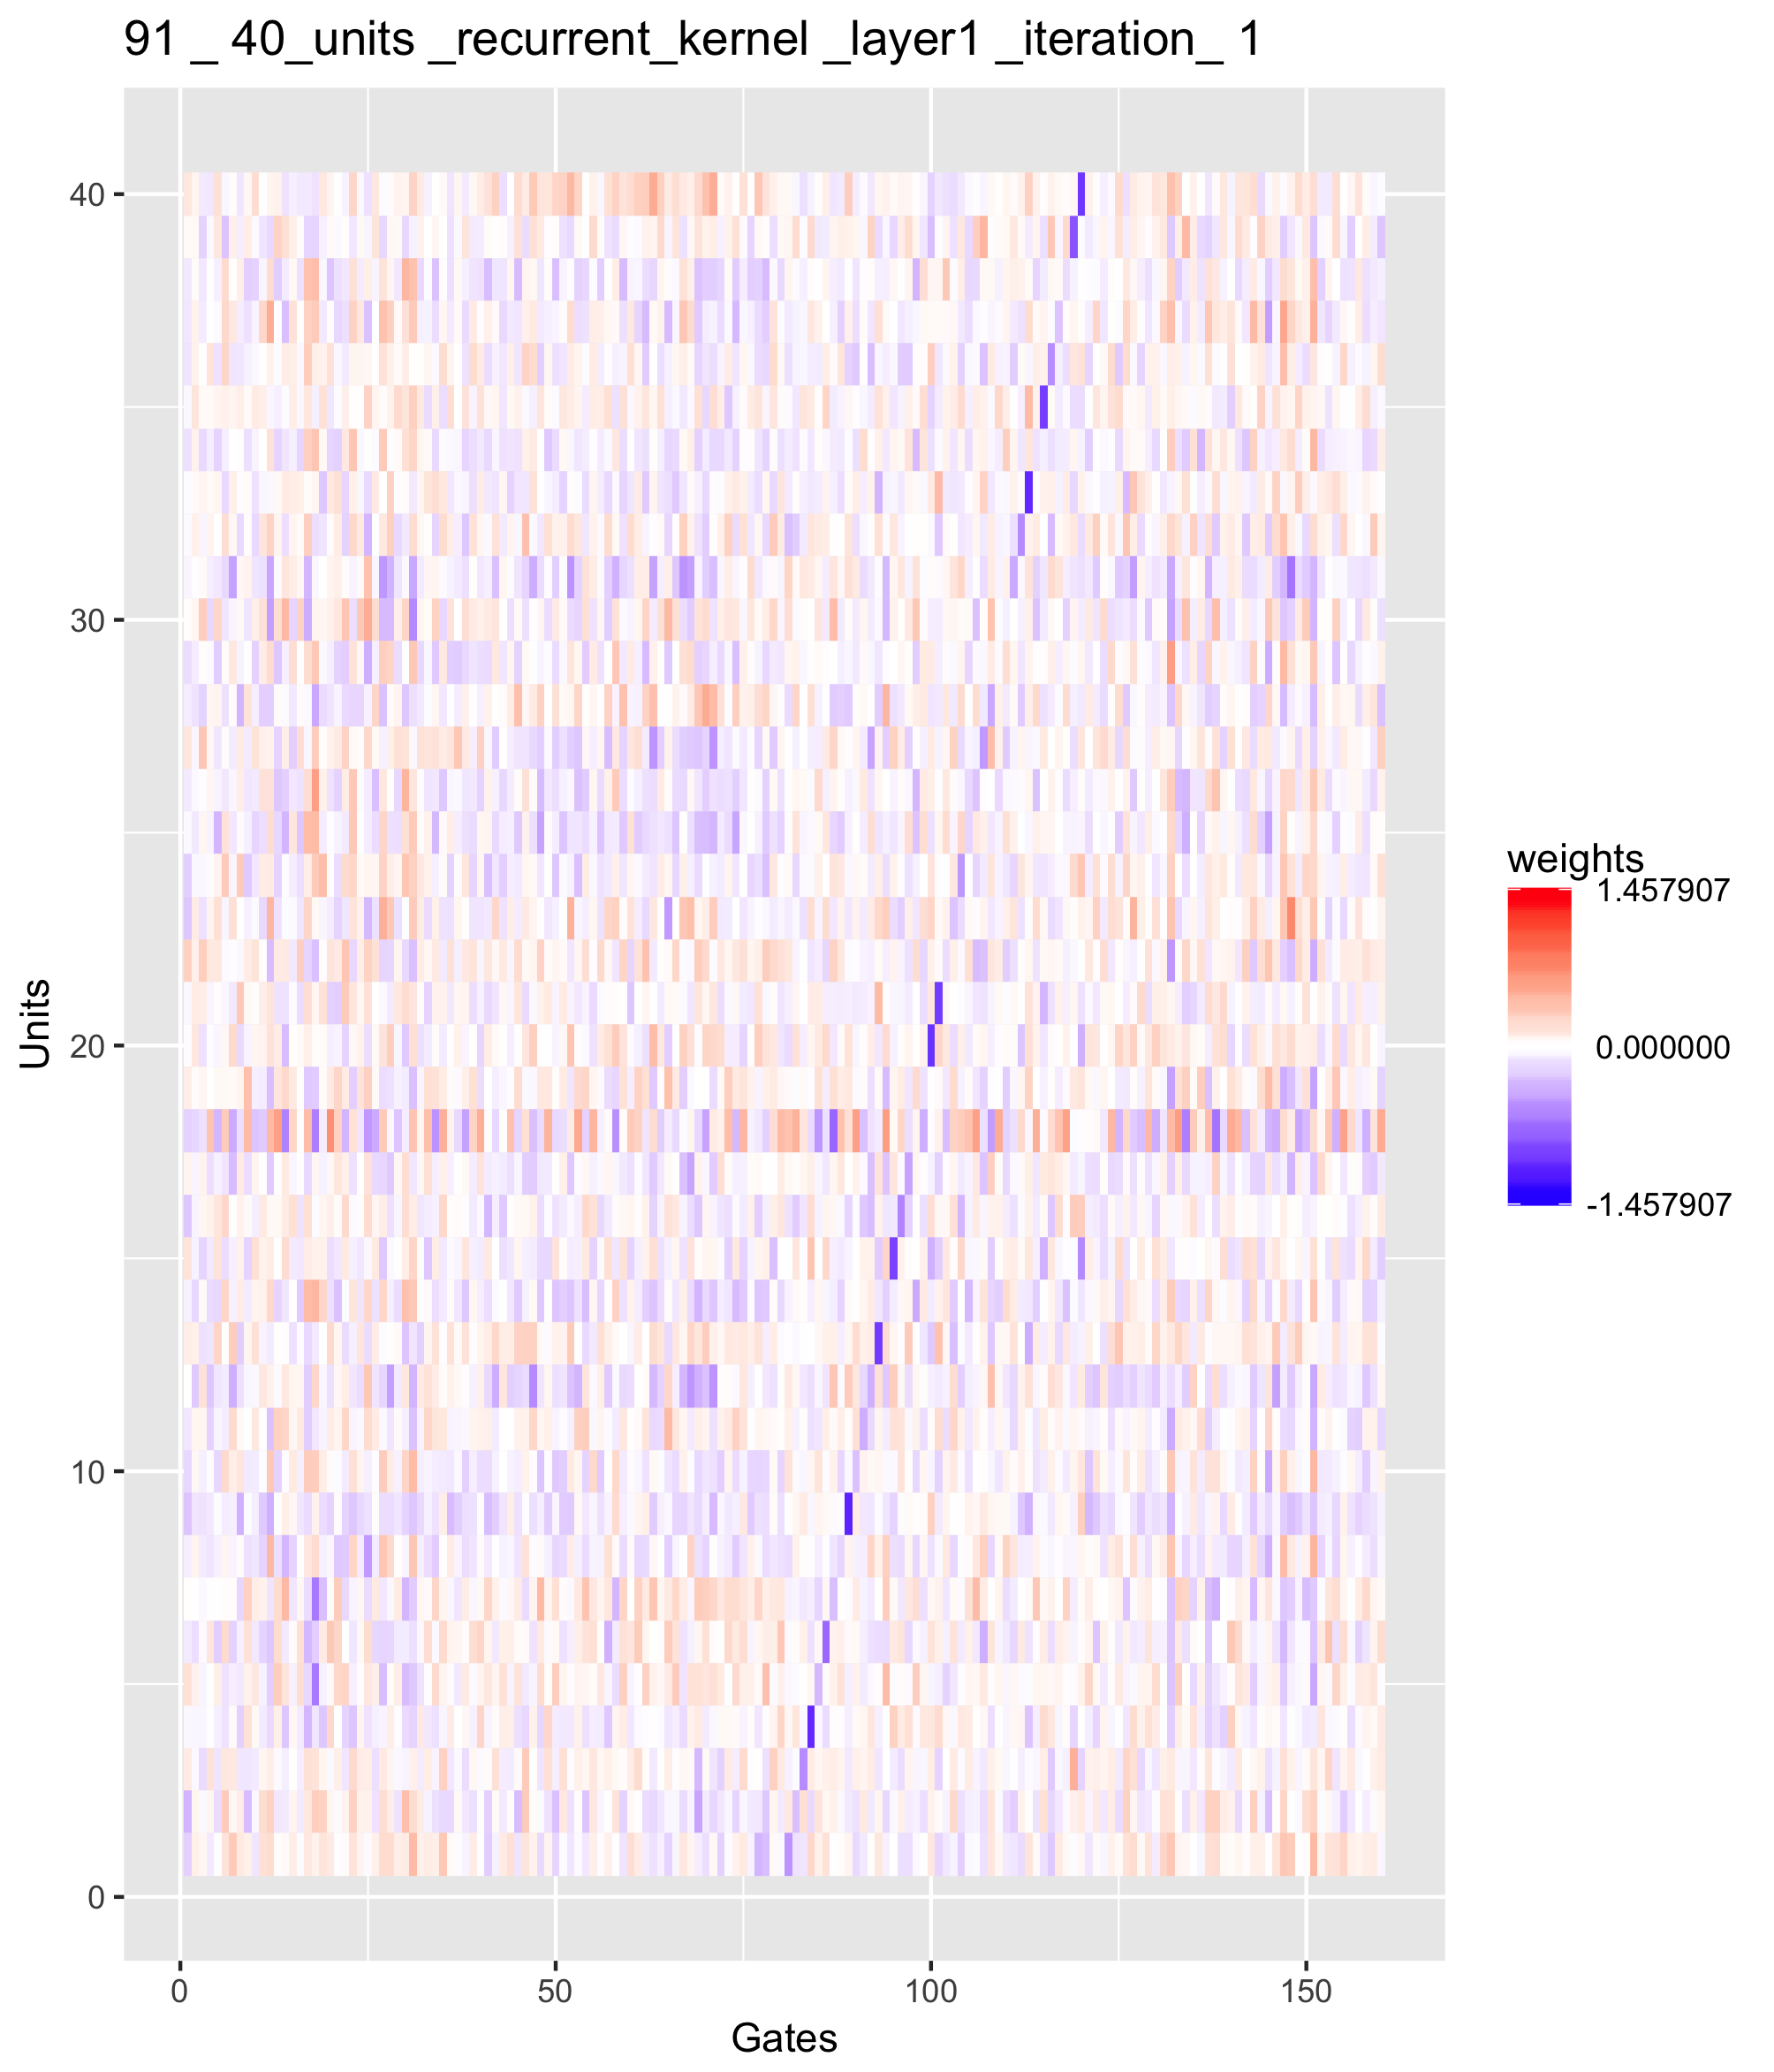 91 _ 40_units _recurrent_kernel _layer1 _iteration_ 1
40
30
20
10
0
Units
0 50 100 150
Gates
weights
1.457907
0.000000
-1.457907